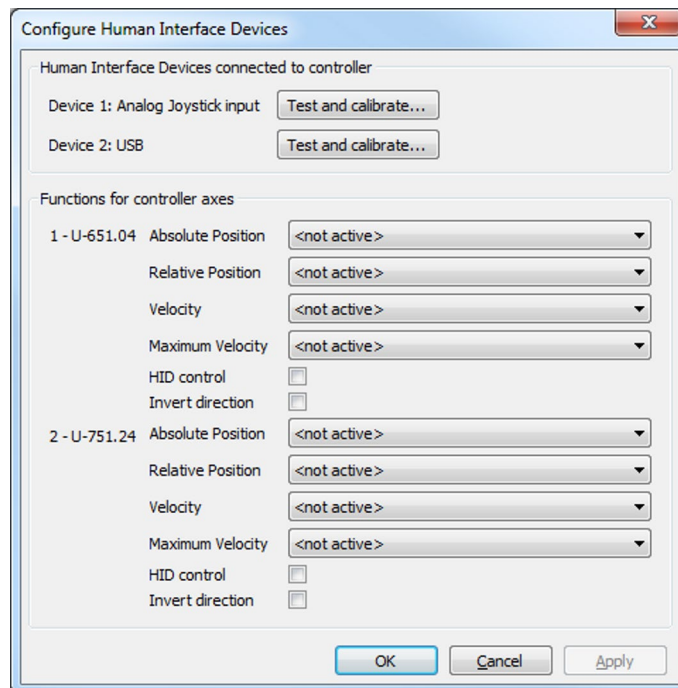 Configure Human Interface Devices
Human Interface Devices connected to controller
Device 1: Analog Joystick input Test and calibrate...
Device 2: USB Test and calibrate...
Functions for controller axes
1 - U-651.04 Absolute Position <not active>
Relative Position <not active>
Velocity <not active>
Maximum Velocity <not active>
HID control
Invert direction
2 - U-751.24 Absolute Position <not active>
Relative Position <not active>
Velocity <not active>
Maximum Velocity <not active>
HID control
Invert direction
OK Cancel Apply